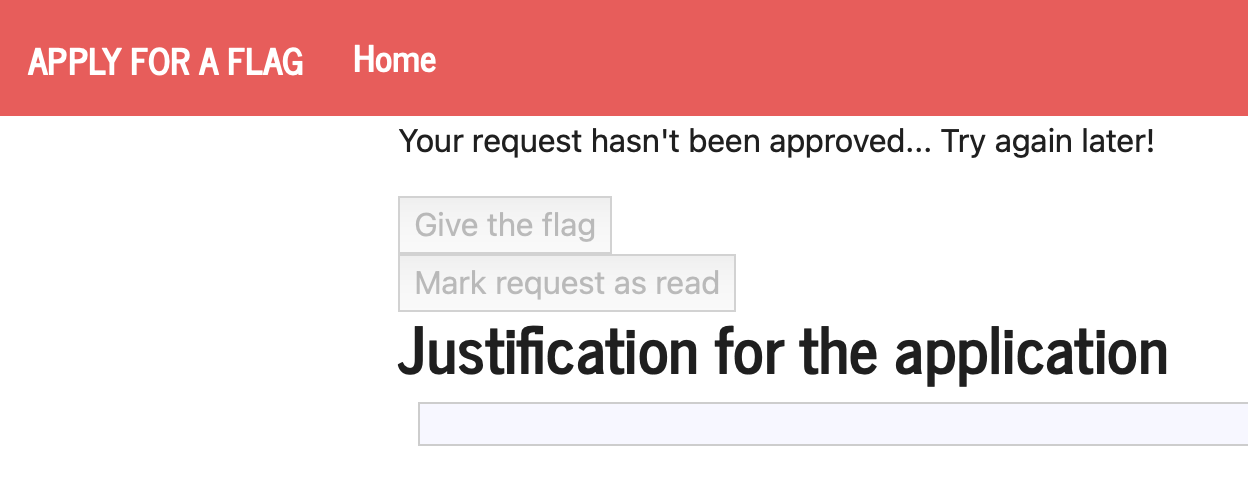 APPLY FOR A FLAG Home
Your request hasn't been approved... Try again later!
Give the flag
Mark request as read
Justification for the application